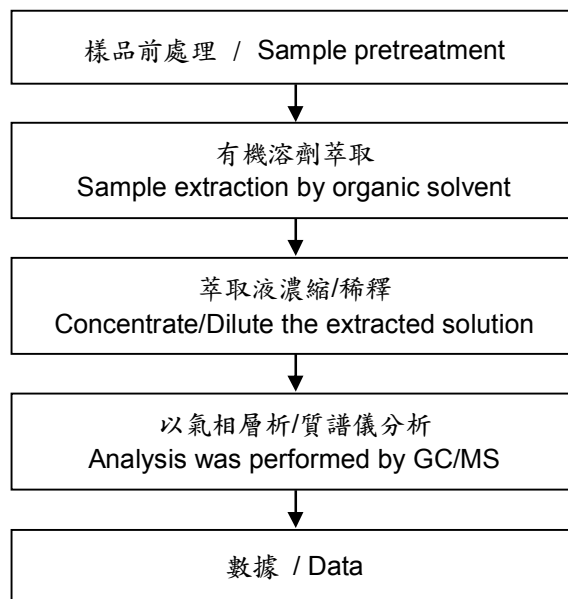 樣品前處理 / Sample pretreatment
有機溶劑萃取
Sample extraction by organic solvent
萃取液濃縮/稀釋
Concentrate/Dilute the extracted solution
以氣相層析/質譜儀分析
Analysis was performed by GC/MS
數據 / Data